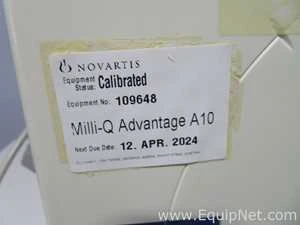 NOVARTIS
Equipment
Status: Calibrated
Equipment No: 109648
Milli-Q Advantage A10
Next Due Date: 12. APR. 2024
www.EquipNet.com